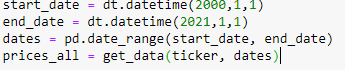 start_date = dt.datetime(2000,1,1)
end_date = dt.datetime(2021,1,1)
dates = pd.date_range(start_date, end_date)
prices_all = get_data(ticker, dates)